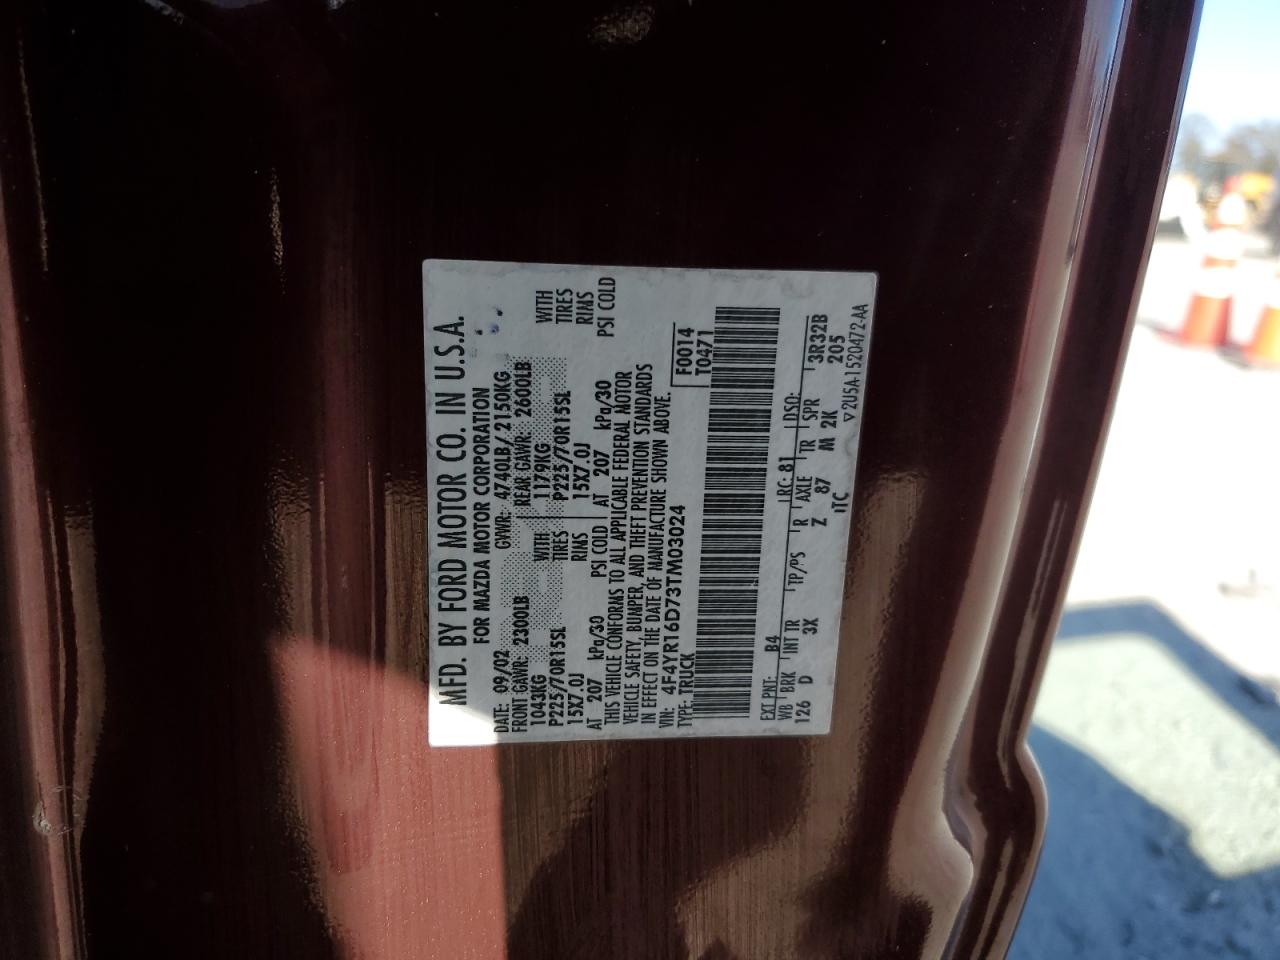 MFD. BY FORD MOTOR CO. IN U.S.A.
FOR MAZDA MOTOR CORPORATION
DATE: 09/02 GVWR: 4740LB/ 2150KG
FRONT GAWR: 2300LB REAR GAWR: 2600LB
1043KG WITH 1179KG WITH
P225/70R15SL TIRES P225/70R15SL TIRES
15X7.0J RIMS 15X7.0J RIMS
AT 207 kPa/30 PSI COLD AT 207 kPa/30 PSI COLD
THIS VEHICLE CONFORMS TO ALL APPLICABLE FEDERAL MOTOR
VEHICLE SAFETY, BUMPER, AND THEFT PREVENTION STANDARDS
IN EFFECT ON THE DATE OF MANUFACTURE SHOWN ABOVE.
VIN: 4F4YR16D73TM03024 F0014
TYPE: TRUCK T0471
EXT PNT: B4 RC: 81 DSO:
WB BRK INT TR TP/PS R AXLE TR SPR 3R32B
126 D 3X Z 87 M 2K 205
ITC ▽2U5A-1520472-AA